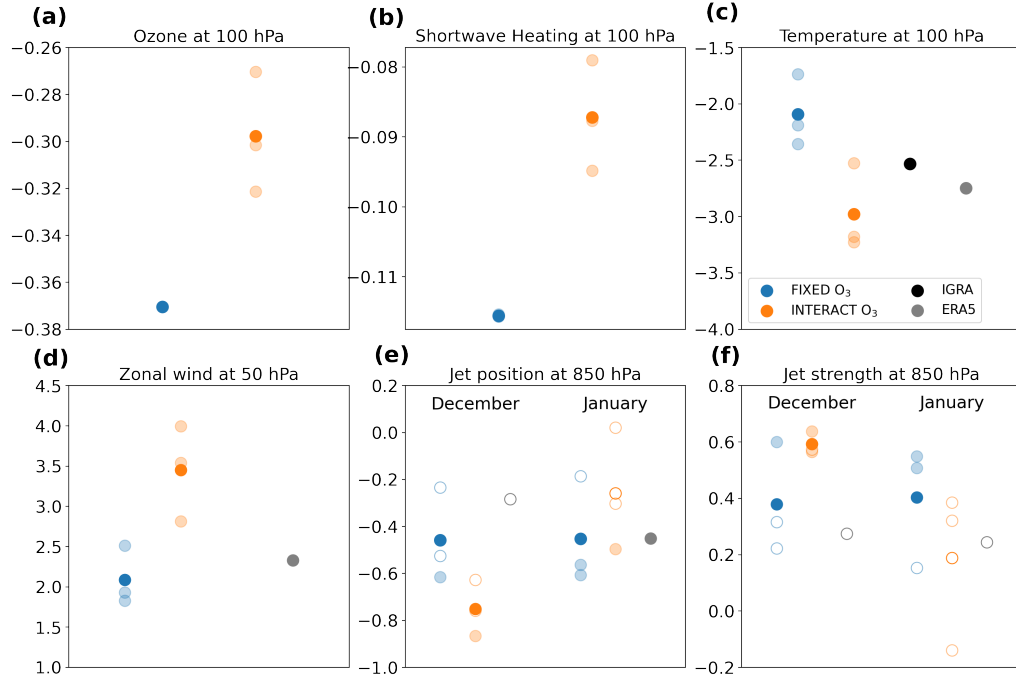 (a)
Ozone at 100 hPa
−0.26
−0.28
−0.30
−0.32
−0.34
−0.36
−0.38
(b)
Shortwave Heating at 100 hPa
−0.08
−0.09
−0.10
−0.11
(c)
Temperature at 100 hPa
−1.5
−2.0
−2.5
−3.0
−3.5
−4.0
FIXED O₃
INTERACT O₃
IGRA
ERA5
(d)
Zonal wind at 50 hPa
4.5
4.0
3.5
3.0
2.5
2.0
1.5
1.0
(e)
Jet position at 850 hPa
December January
0.2
0.0
−0.2
−0.4
−0.6
−0.8
−1.0
(f)
Jet strength at 850 hPa
December January
0.8
0.6
0.4
0.2
0.0
−0.2